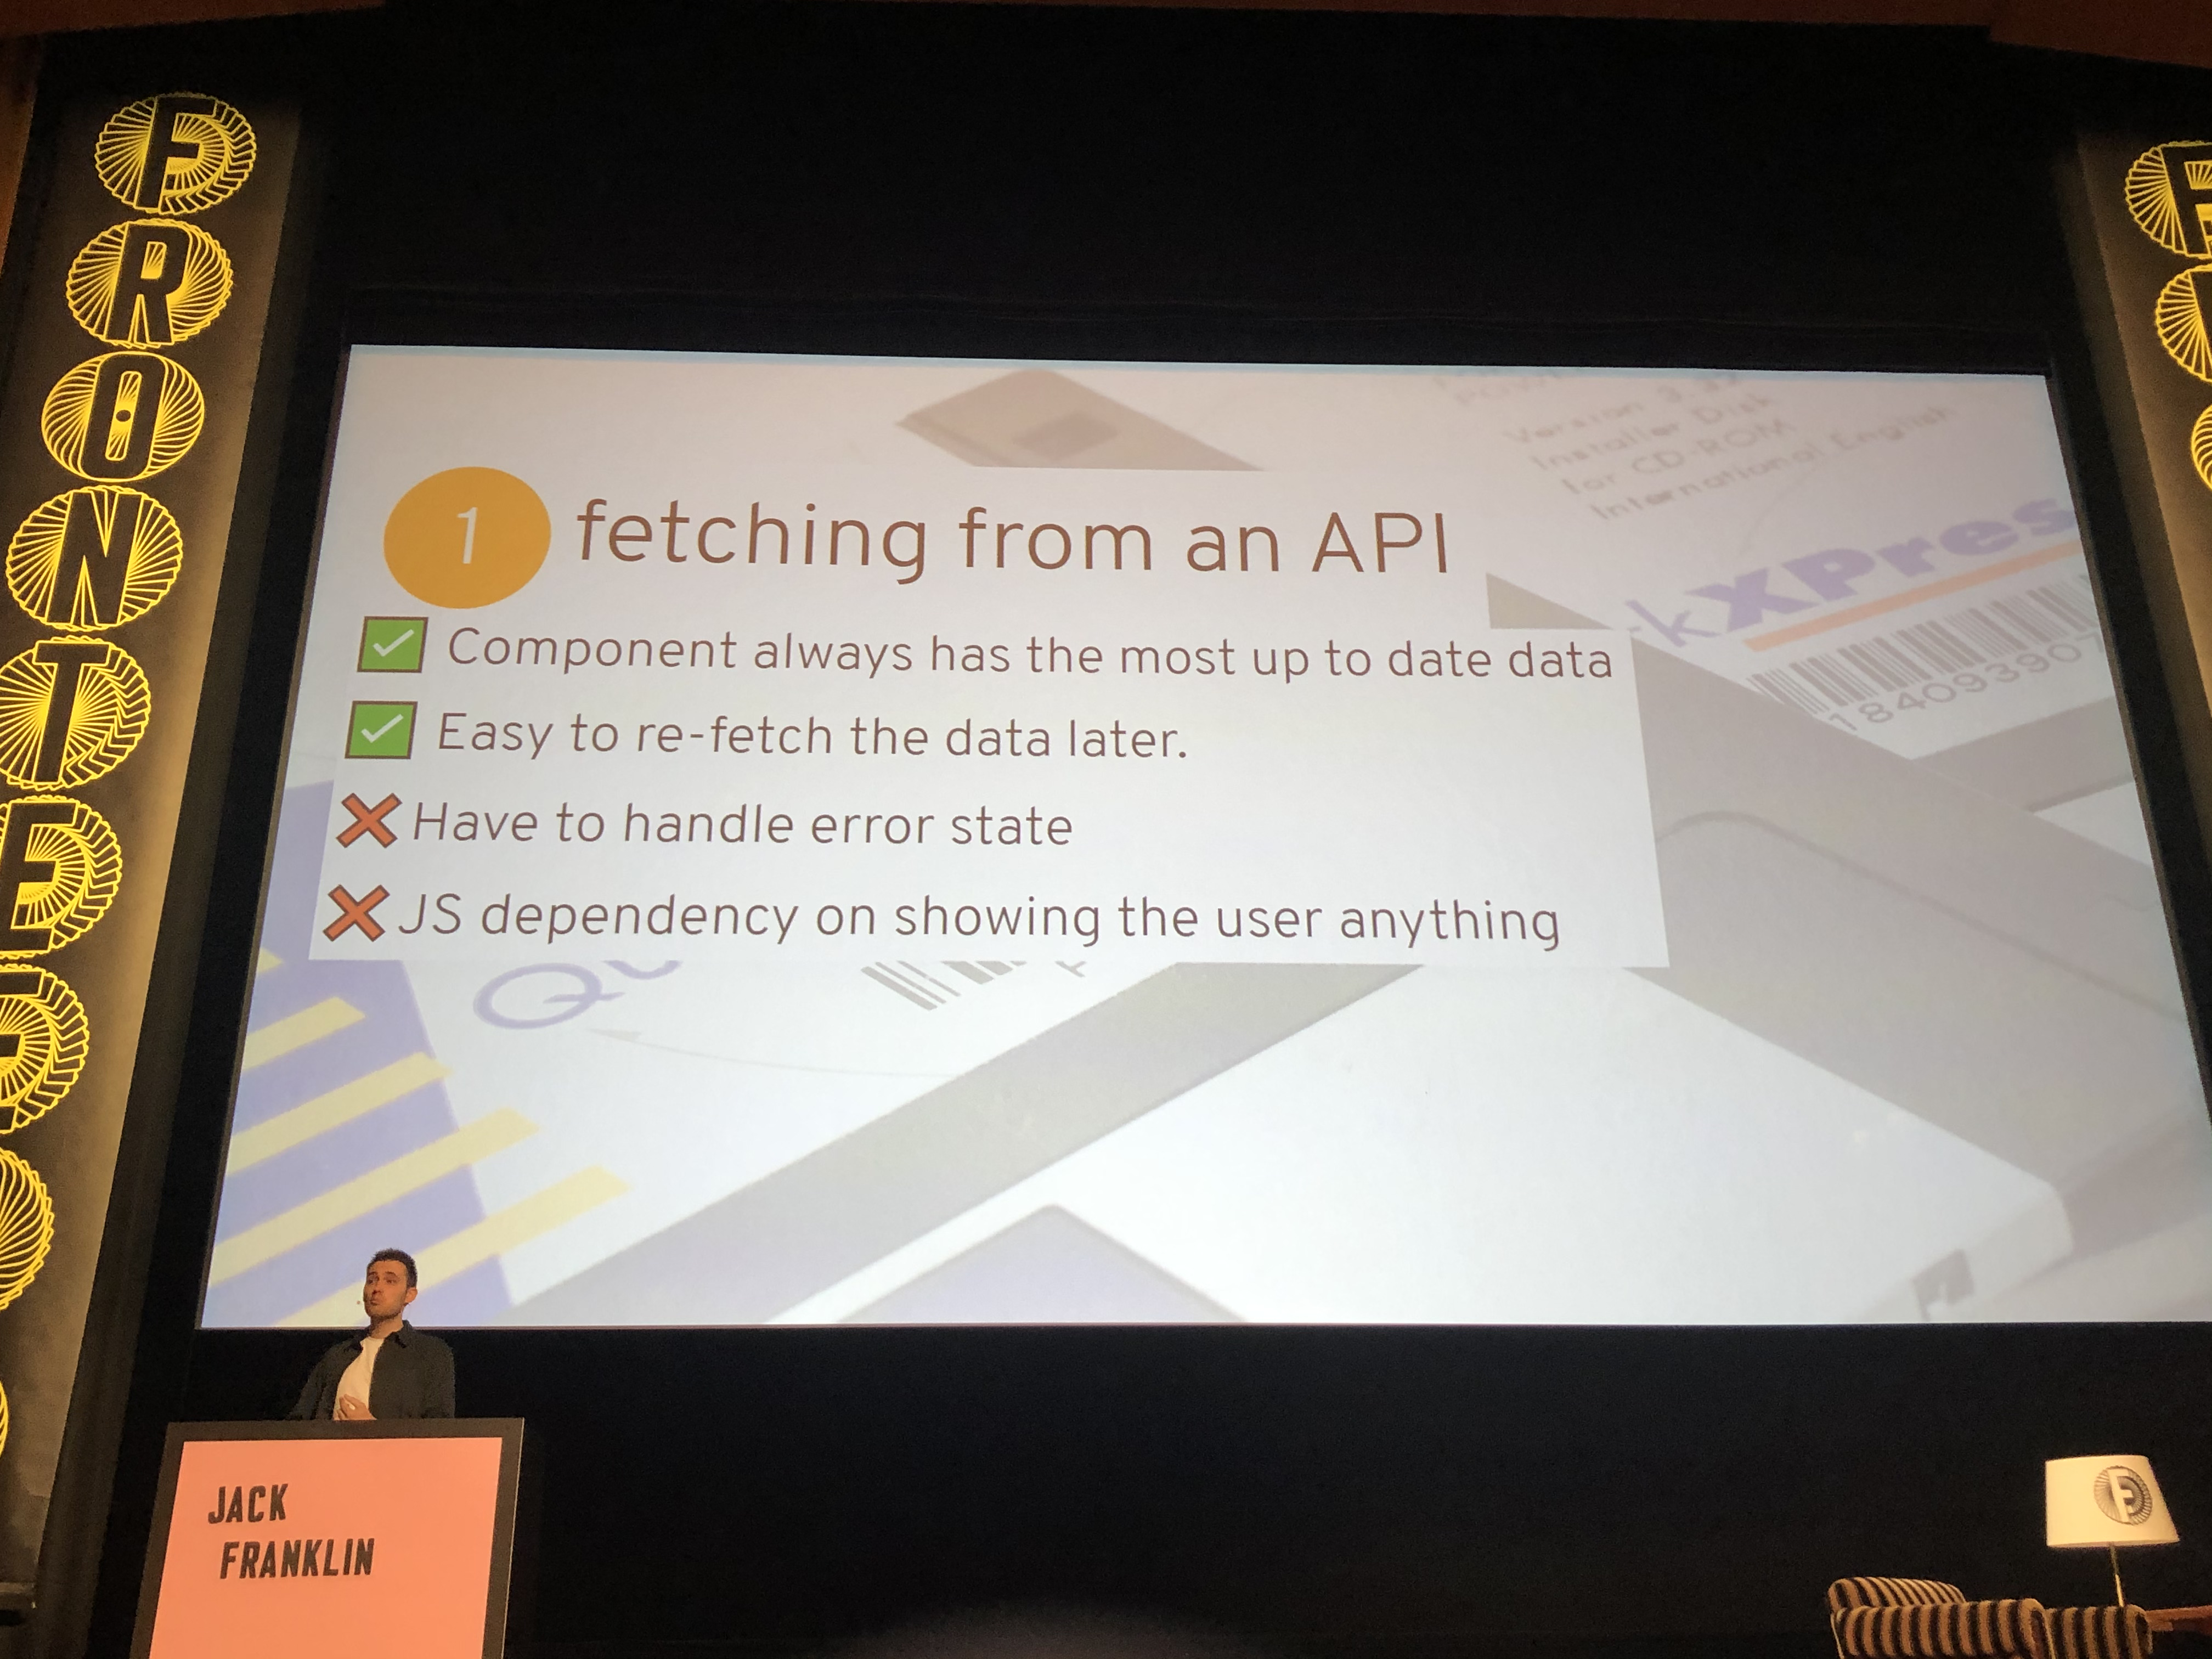 FRONTEE
1 fetching from an API
✅ Component always has the most up to date data
✅ Easy to re-fetch the data later.
❌ Have to handle error state
❌ JS dependency on showing the user anything
Version
Installer Disk
for CD-ROM
International English
kXPres
184093907
Qu
JACK
FRANKLIN
F